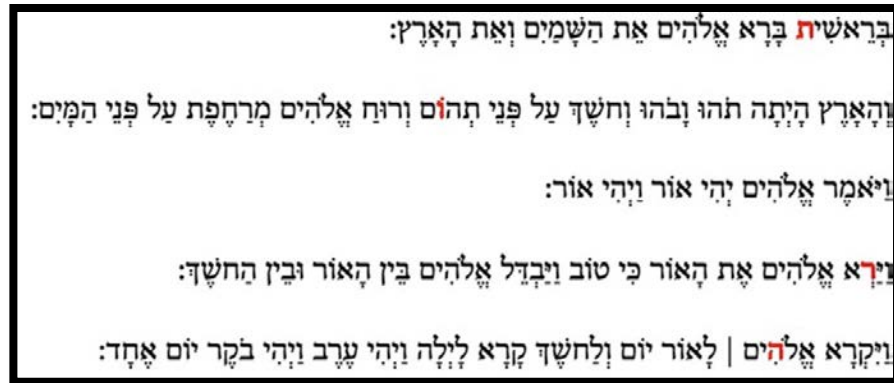 בְּרֵאשִׁית בָּרָא אֱלֹהִים אֵת הַשָּׁמַיִם וְאֵת הָאָרֶץ:
וְהָאָרֶץ הָיְתָה תֹהוּ וָבֹהוּ וְחֹשֶׁךְ עַל פְּנֵי תְהוֹם וְרוּחַ אֱלֹהִים מְרַחֶפֶת עַל פְּנֵי הַמָּיִם:
וַיֹּאמֶר אֱלֹהִים יְהִי אוֹר וַיְהִי אוֹר:
וַיַּרְא אֱלֹהִים אֶת הָאוֹר כִּי טוֹב וַיַּבְדֵּל אֱלֹהִים בֵּין הָאוֹר וּבֵין הַחֹשֶׁךְ:
וַיִּקְרָא אֱלֹהִים | לָאוֹר יוֹם וְלַחֹשֶׁךְ קָרָא לָיְלָה וַיְהִי עֶרֶב וַיְהִי בֹקֶר יוֹם אֶחָד: